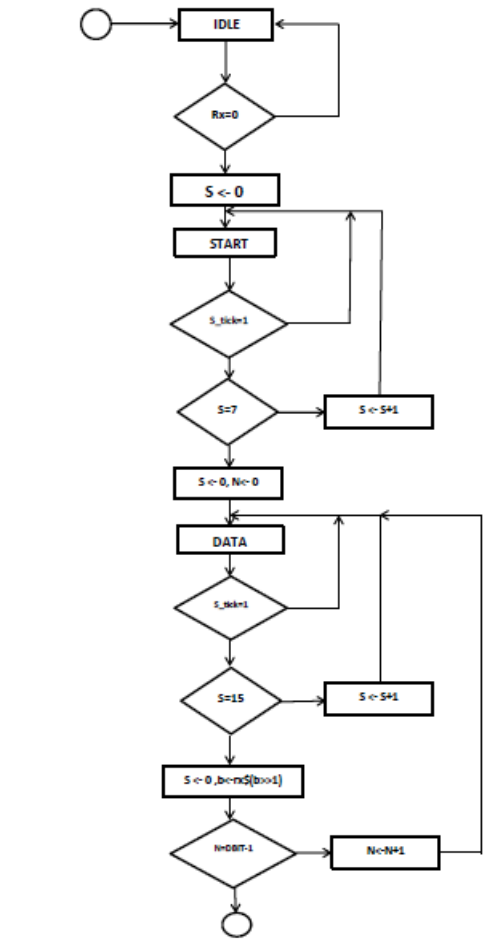 IDLE
Rx=0
S <- 0
START
S_tick=1
S=7
S <- S+1
S <- 0, N<- 0
DATA
S_tick=1
S=15
S <- S+1
S <- 0 ,b<-rx$(b>>1)
N=DBIT-1
N<-N+1